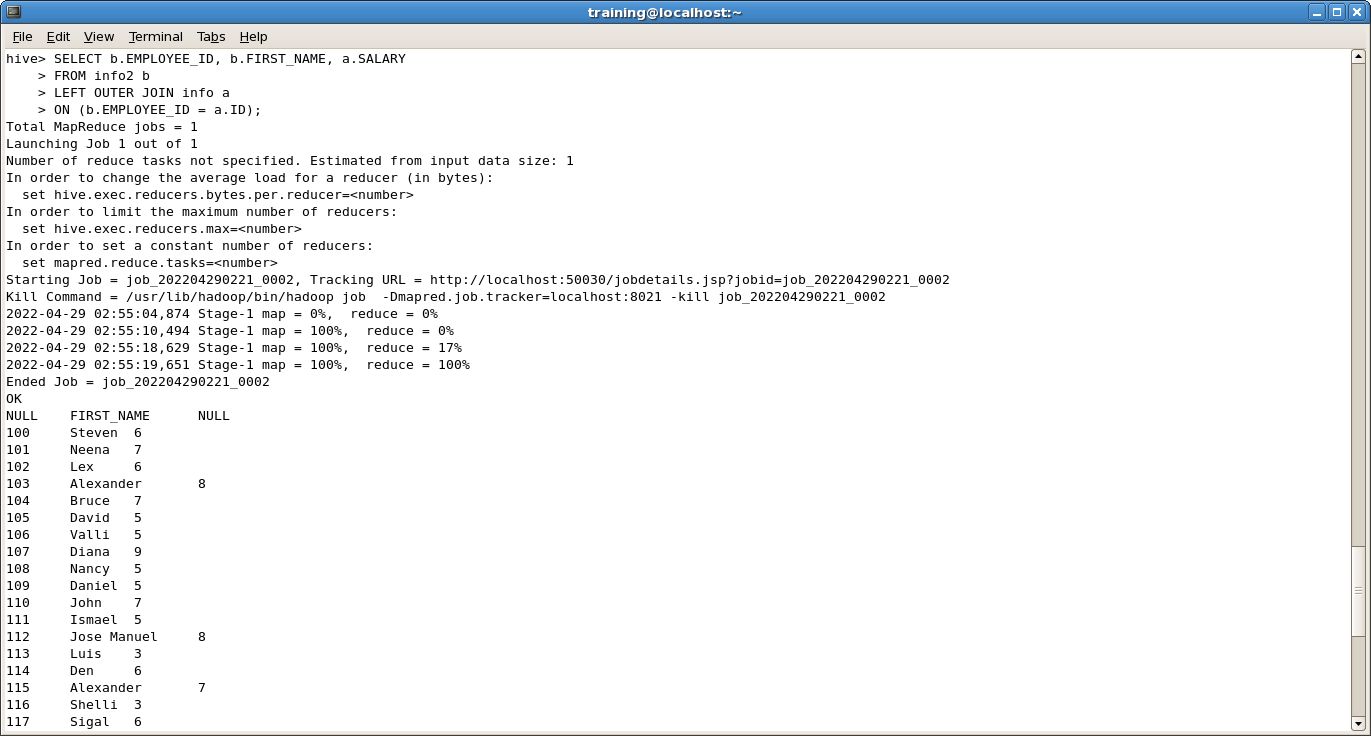 training@localhost:~
File Edit View Terminal Tabs Help
hive> SELECT b.EMPLOYEE_ID, b.FIRST_NAME, a.SALARY
    > FROM info2 b
    > LEFT OUTER JOIN info a
    > ON (b.EMPLOYEE_ID = a.ID);
Total MapReduce jobs = 1
Launching Job 1 out of 1
Number of reduce tasks not specified. Estimated from input data size: 1
In order to change the average load for a reducer (in bytes):
  set hive.exec.reducers.bytes.per.reducer=<number>
In order to limit the maximum number of reducers:
  set hive.exec.reducers.max=<number>
In order to set a constant number of reducers:
  set mapred.reduce.tasks=<number>
Starting Job = job_202204290221_0002, Tracking URL = http://localhost:50030/jobdetails.jsp?jobid=job_202204290221_0002
Kill Command = /usr/lib/hadoop/bin/hadoop job  -Dmapred.job.tracker=localhost:8021 -kill job_202204290221_0002
2022-04-29 02:55:04,874 Stage-1 map = 0%,  reduce = 0%
2022-04-29 02:55:10,494 Stage-1 map = 100%,  reduce = 0%
2022-04-29 02:55:18,629 Stage-1 map = 100%,  reduce = 17%
2022-04-29 02:55:19,651 Stage-1 map = 100%,  reduce = 100%
Ended Job = job_202204290221_0002
OK
NULL    FIRST_NAME      NULL
100     Steven  6
101     Neena   7
102     Lex     6
103     Alexander       8
104     Bruce   7
105     David   5
106     Valli   5
107     Diana   9
108     Nancy   5
109     Daniel  5
110     John    7
111     Ismael  5
112     Jose Manuel     8
113     Luis    3
114     Den     6
115     Alexander       7
116     Shelli  3
117     Sigal   6